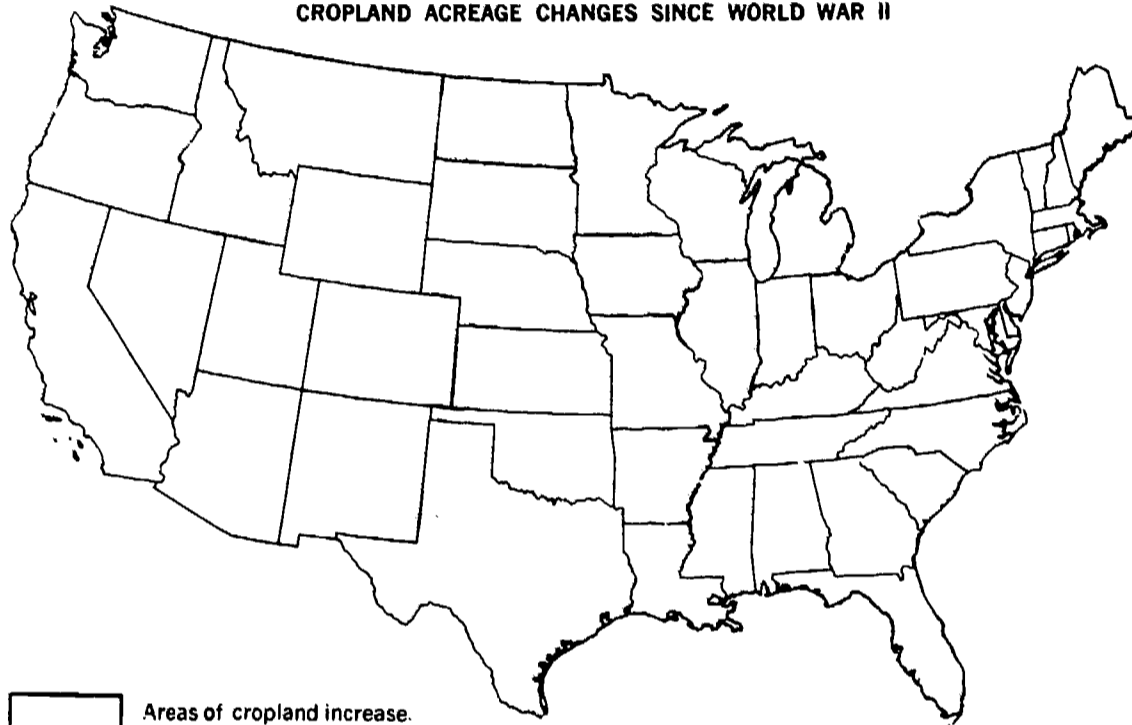 CROPLAND ACREAGE CHANGES SINCE WORLD WAR II
Areas of cropland increase.